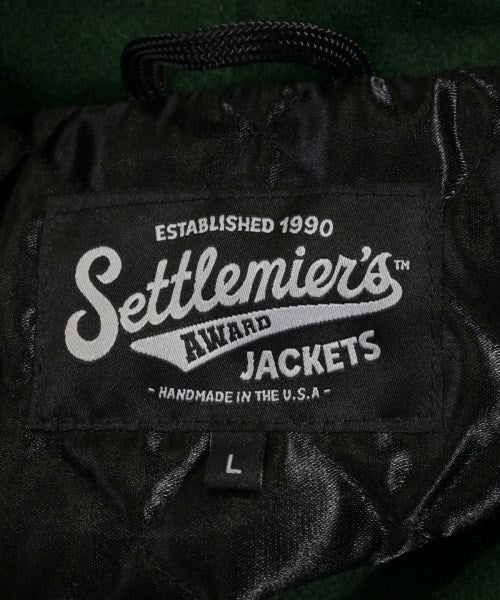 ESTABLISHED 1990
Settlemier's™
AWARD
JACKETS
- HANDMADE IN THE U.S.A -
L